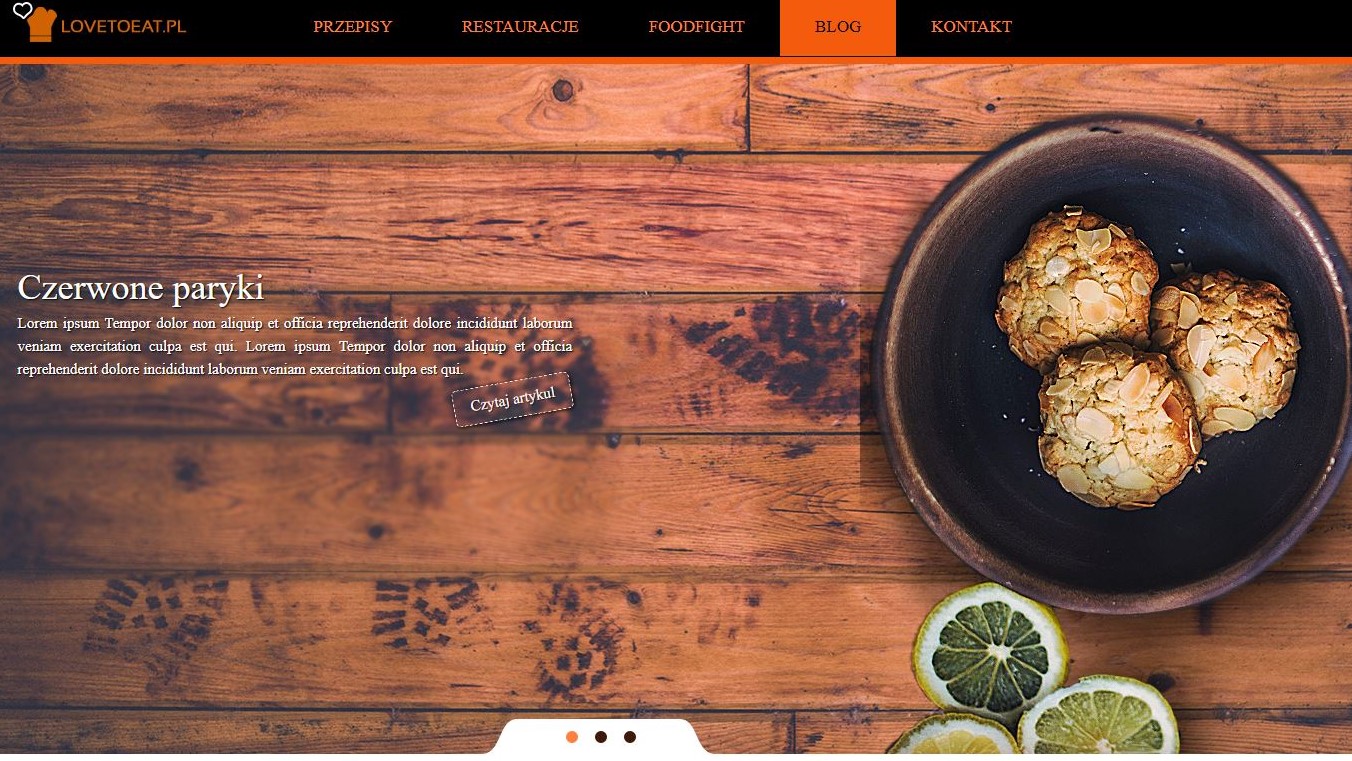 LOVETOEAT.PL
PRZEPISY RESTAURACJE FOODFIGHT BLOG KONTAKT
Czerwone paryki
Lorem ipsum Tempor dolor non aliquip et officia reprehenderit dolore incididunt laborum
veniam exercitation culpa est qui. Lorem ipsum Tempor dolor non aliquip et officia
reprehenderit dolore incididunt laborum veniam exercitation culpa est qui.
Czytaj artykul